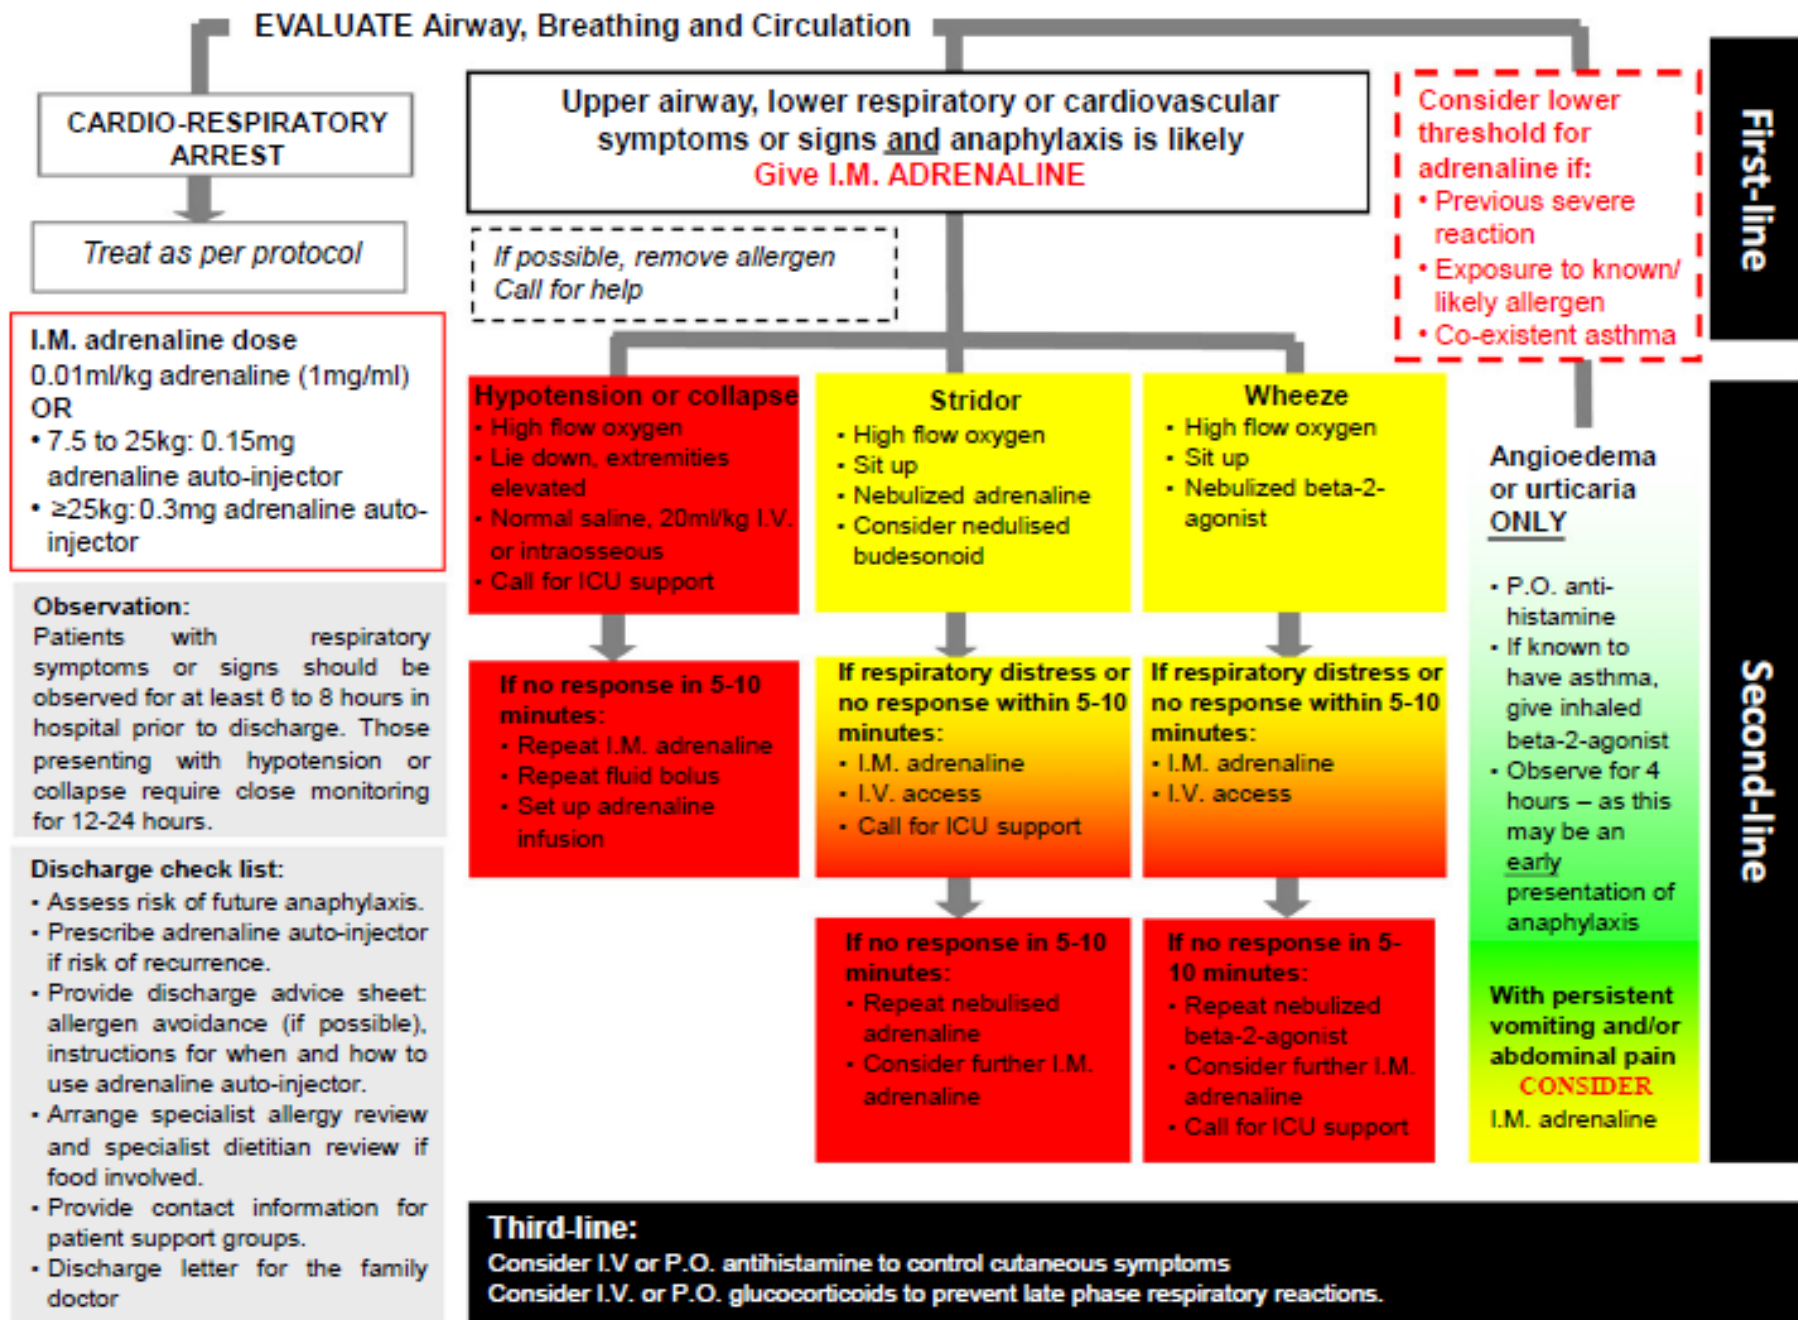 EVALUATE Airway, Breathing and Circulation
CARDIO-RESPIRATORY
ARREST
Treat as per protocol
I.M. adrenaline dose
0.01ml/kg adrenaline (1mg/ml)
OR
• 7.5 to 25kg: 0.15mg
adrenaline auto-injector
• ≥25kg: 0.3mg adrenaline auto-
injector
Observation:
Patients with respiratory
symptoms or signs should be
observed for at least 6 to 8 hours in
hospital prior to discharge. Those
presenting with hypotension or
collapse require close monitoring
for 12-24 hours.
Discharge check list:
▪ Assess risk of future anaphylaxis.
▪ Prescribe adrenaline auto-injector
if risk of recurrence.
▪ Provide discharge advice sheet:
allergen avoidance (if possible),
instructions for when and how to
use adrenaline auto-injector.
▪ Arrange specialist allergy review
and specialist dietitian review if
food involved.
▪ Provide contact information for
patient support groups.
▪ Discharge letter for the family
doctor
Upper airway, lower respiratory or cardiovascular
symptoms or signs and anaphylaxis is likely
Give I.M. ADRENALINE
If possible, remove allergen
Call for help
Hypotension or collapse
▪ High flow oxygen
▪ Lie down, extremities
elevated
▪ Normal saline, 20ml/kg I.V.
or intraosseous
▪ Call for ICU support
If no response in 5-10
minutes:
▪ Repeat I.M. adrenaline
▪ Repeat fluid bolus
▪ Set up adrenaline
infusion
Stridor
▪ High flow oxygen
▪ Sit up
▪ Nebulized adrenaline
▪ Consider nedulised
budesonoid
If respiratory distress or
no response within 5-10
minutes:
▪ I.M. adrenaline
▪ I.V. access
▪ Call for ICU support
If no response in 5-10
minutes:
▪ Repeat nebulised
adrenaline
▪ Consider further I.M.
adrenaline
Wheeze
▪ High flow oxygen
▪ Sit up
▪ Nebulized beta-2-
agonist
If respiratory distress or
no response within 5-10
minutes:
▪ I.M. adrenaline
▪ I.V. access
If no response in 5-
10 minutes:
▪ Repeat nebulized
beta-2-agonist
▪ Consider further I.M.
adrenaline
▪ Call for ICU support
Consider lower
threshold for
adrenaline if:
• Previous severe
reaction
• Exposure to known/
likely allergen
• Co-existent asthma
Angioedema
or urticaria
ONLY
▪ P.O. anti-
histamine
▪ If known to
have asthma,
give inhaled
beta-2-agonist
▪ Observe for 4
hours – as this
may be an
early
presentation of
anaphylaxis
With persistent
vomiting and/or
abdominal pain
CONSIDER
I.M. adrenaline
First-line
Second-line
Third-line:
Consider I.V or P.O. antihistamine to control cutaneous symptoms
Consider I.V. or P.O. glucocorticoids to prevent late phase respiratory reactions.